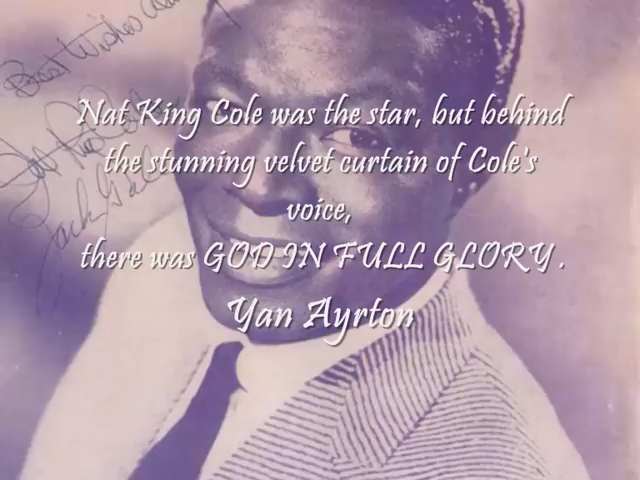 Best Wishes
Nat King Cole was the star, but behind
the stunning velvet curtain of Cole's
voice,
there was GOD IN FULL GLORY .
Yan Ayrton